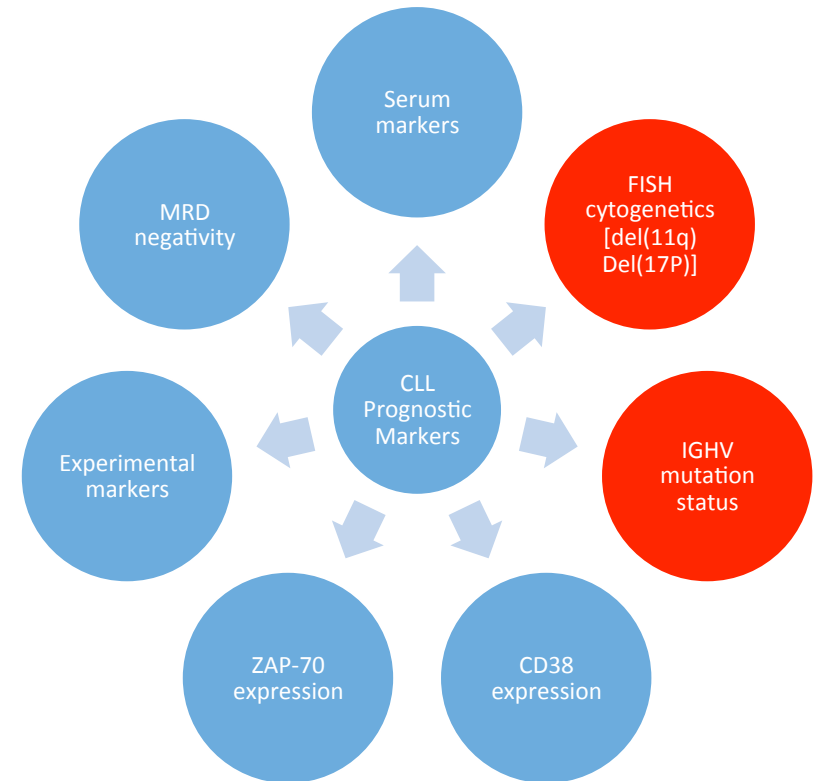 Serum
markers
FISH
cytogenetics
[del(11q)
Del(17P)]
IGHV
mutation
status
CD38
expression
ZAP-70
expression
Experimental
markers
MRD
negativity
CLL
Prognostic
Markers